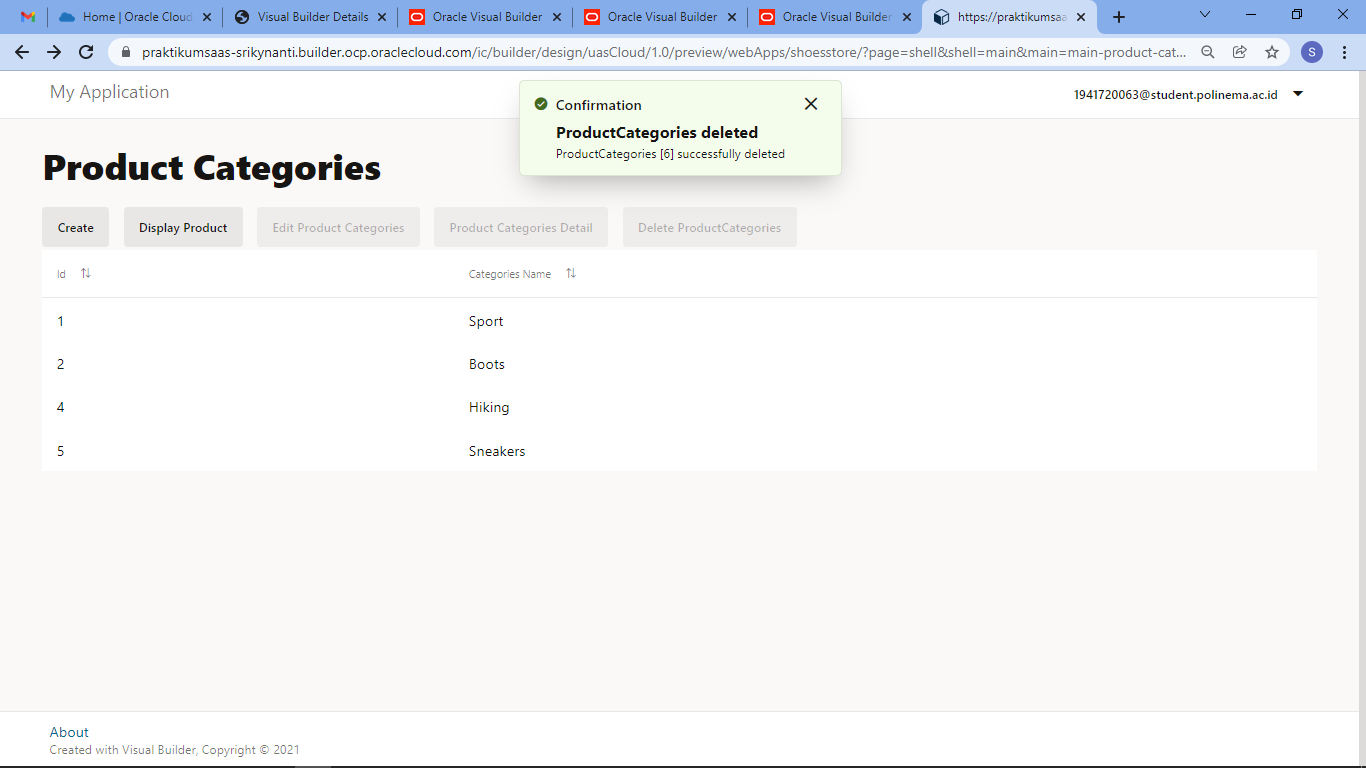 Home | Oracle Cloud
Visual Builder Details
Oracle Visual Builder
Oracle Visual Builder
Oracle Visual Builder
https://praktikumsaa
praktikumsaas-srikynanti.builder.ocp.oraclecloud.com/ic/builder/design/uasCloud/1.0/preview/webApps/shoesstore/?page=shell&shell=main&main=main-product-cat...
S
My Application
Confirmation
ProductCategories deleted
ProductCategories [6] successfully deleted
1941720063@student.polinema.ac.id
Product Categories
Create Display Product Edit Product Categories Product Categories Detail Delete ProductCategories
Id Categories Name
1 Sport
2 Boots
4 Hiking
5 Sneakers
About
Created with Visual Builder, Copyright © 2021